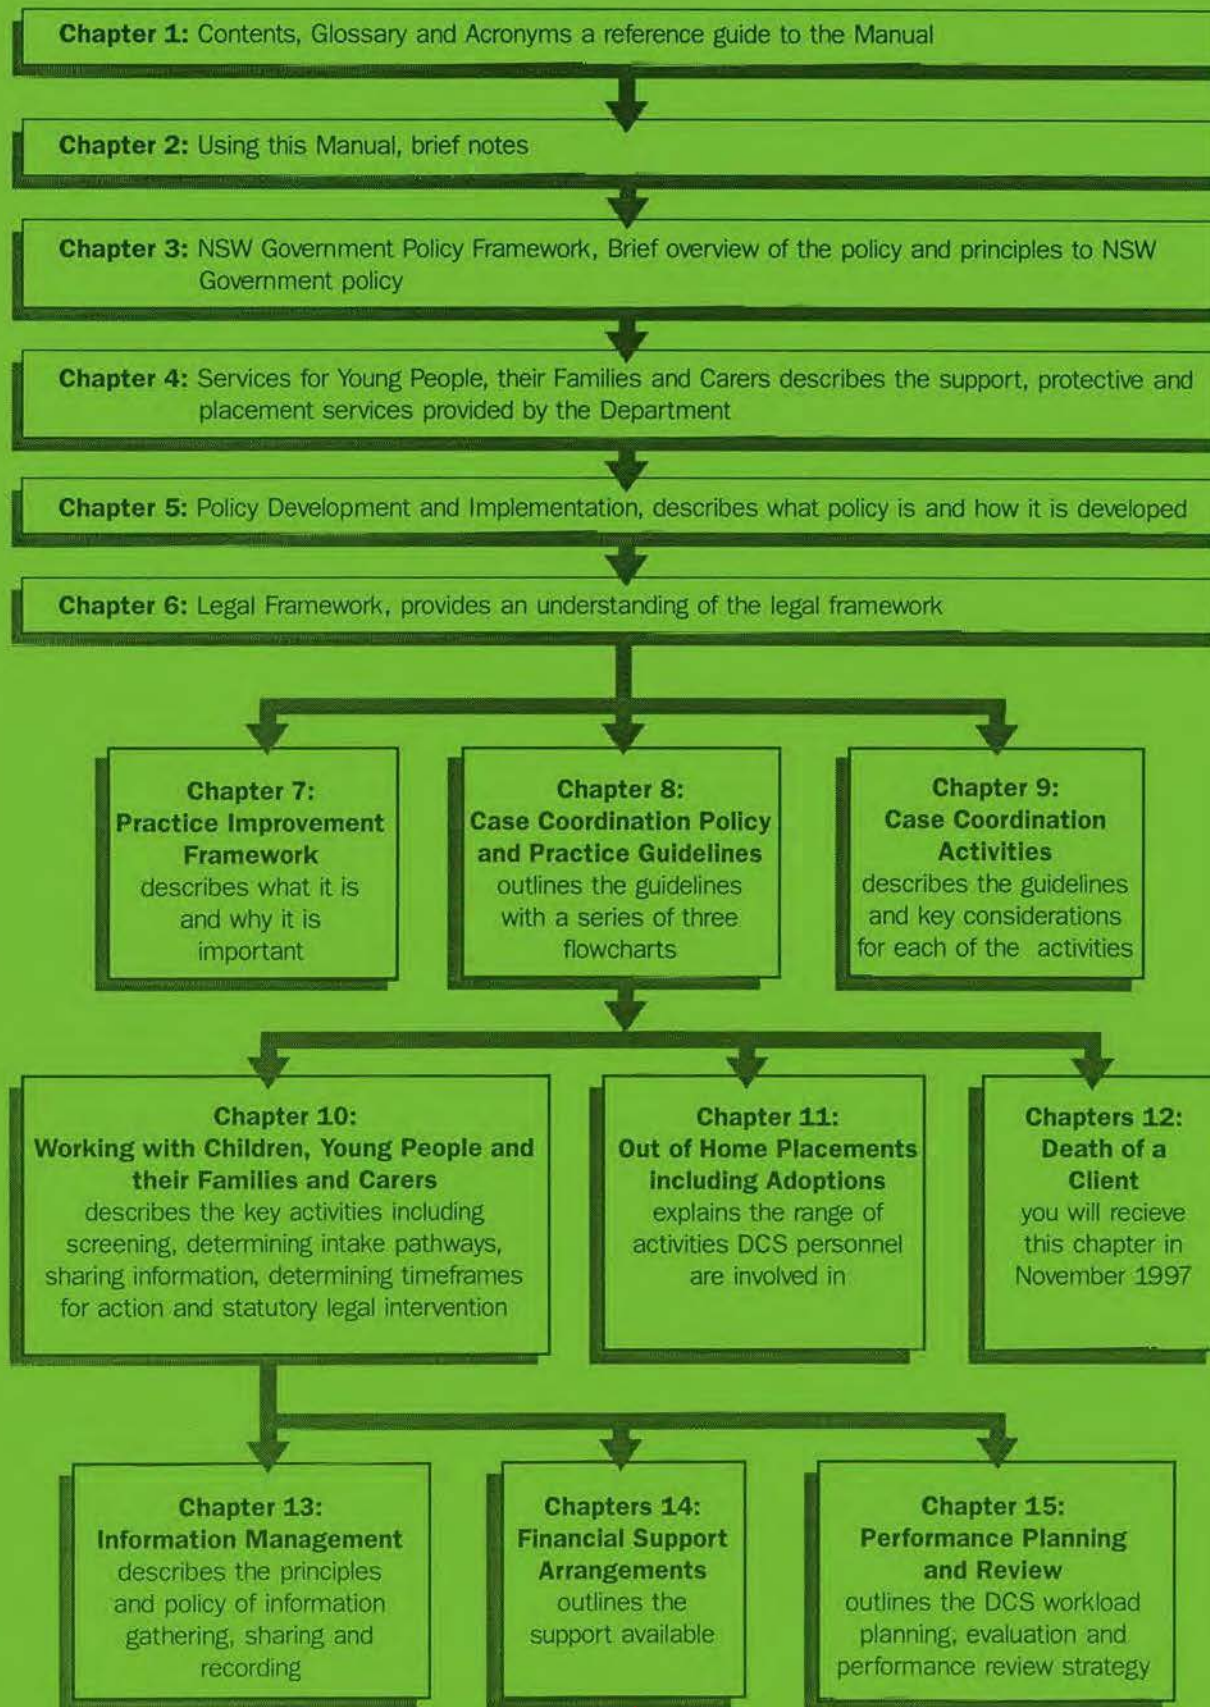 Chapter 1: Contents, Glossary and Acronyms a reference guide to the Manual
Chapter 2: Using this Manual, brief notes
Chapter 3: NSW Government Policy Framework, Brief overview of the policy and principles to NSW
Government policy
Chapter 4: Services for Young People, their Families and Carers describes the support, protective and
placement services provided by the Department
Chapter 5: Policy Development and Implementation, describes what policy is and how it is developed
Chapter 6: Legal Framework, provides an understanding of the legal framework
Chapter 7:
Practice Improvement
Framework
describes what it is
and why it is
important
Chapter 8:
Case Coordination Policy
and Practice Guidelines
outlines the guidelines
with a series of three
flowcharts
Chapter 9:
Case Coordination
Activities
describes the guidelines
and key considerations
for each of the activities
Chapter 10:
Working with Children, Young People and
their Families and Carers
describes the key activities including
screening, determining intake pathways,
sharing information, determining timeframes
for action and statutory legal intervention
Chapter 11:
Out of Home Placements
including Adoptions
explains the range of
activities DCS personnel
are involved in
Chapters 12:
Death of a
Client
you will recieve
this chapter in
November 1997
Chapter 13:
Information Management
describes the principles
and policy of information
gathering, sharing and
recording
Chapters 14:
Financial Support
Arrangements
outlines the
support available
Chapter 15:
Performance Planning
and Review
outlines the DCS workload
planning, evaluation and
performance review strategy